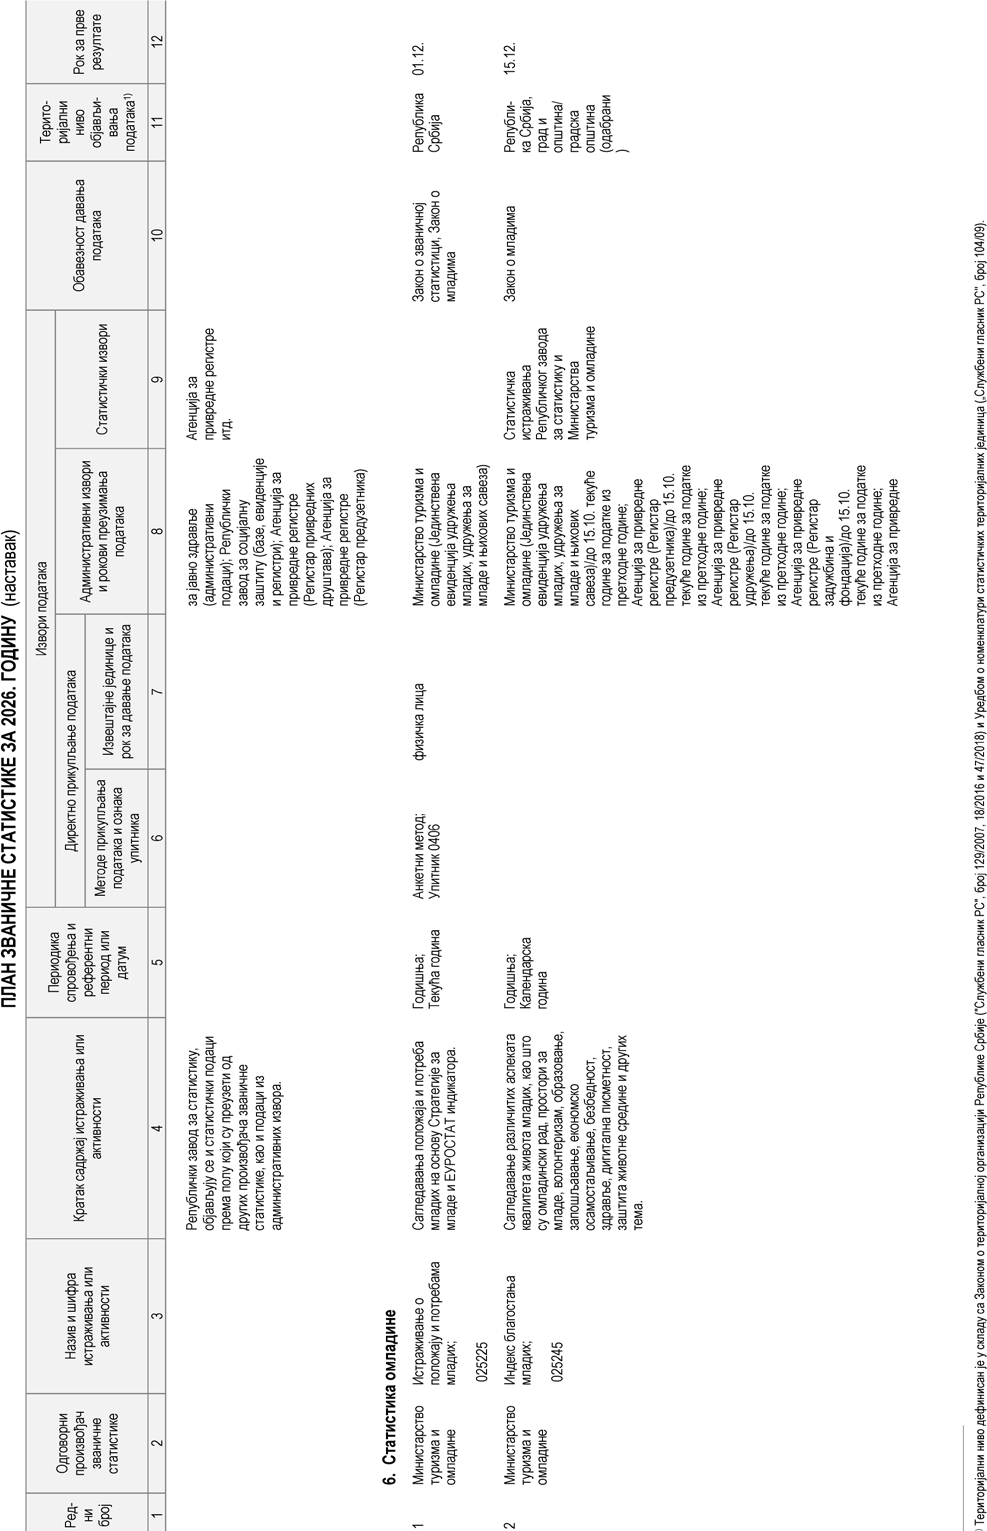 ПЛАН ЗВАНИЧНЕ СТАТИСТИКЕ ЗА 2026. ГОДИНУ (наставак)
Ред-
ни
број
Одговорни
произвођач
званичне
статистике
Назив и шифра
истраживања или
активности
Кратак садржај истраживања или
активности
Периодика
спровођења и
референтни
период или
датум
Извори података
Директно прикупљање података
Методе прикупљања
података и ознака
упитника
Извештајне јединице и
рок за давање података
Административни извори
и рокови преузимања
података
Статистички извори
Обавезност давања
података
Терито-
ријални
ниво
објављи-
вања
података1)
Рок за прве
резултате
1 2 3 4 5 6 7 8 9 10 11 12
Републички завод за статистику,
објављују се и статистички подаци
према полу који су преузети од
других произвођача званичне
статистике, као и подаци из
административних извора.
за јавно здравље
(административни
подаци); Републички
завод за социјалну
заштиту (базе, евиденције
и регистри); Агенција за
привредне регистре
(Регистар привредних
друштава); Агенција за
привредне регистре
(Регистар предузетника)
Агенција за
привредне регистре
итд.
6. Статистика омладине
1
Министарство
туризма и
омладине
Истраживање о
положају и потребама
младих;
025225
Сагледавања положаја и потреба
младих на основу Стратегије за
младе и ЕУРОСТАТ индикатора.
Годишња;
Текућа година
Анкетни метод;
Упитник 0406
физичка лица
Министарство туризма и
омладине (Јединствена
евиденција удружења
младих, удружења за
младе и њихових савеза)
Закон о званичној
статистици, Закон о
младима
Република
Србија
01.12.
2
Министарство
туризма и
омладине
Индекс благостања
младих;
025245
Сагледавање различитих аспеката
квалитета живота младих, као што
су омладински рад, простори за
младе, волонтеризам, образовање,
запошљавање, економско
осамостаљивање, безбедност,
здравље, дигитална писметност,
заштита животне средине и других
тема.
Годишња;
Календарска
година
Министарство туризма и
омладине (Јединствена
евиденција удружења
младих, удружења за
младе и њихових
савеза)/до 15.10. текуће
године за податке из
претходне године;
Агенција за привредне
регистре (Регистар
предузетника)/до 15.10.
текуће године за податке
из претходне године;
Агенција за привредне
регистре (Регистар
удружења)/до 15.10.
текуће године за податке
из претходне године;
Агенција за привредне
регистре (Регистар
задужбина и
фондација)/до 15.10.
текуће године за податке
из претходне године;
Агенција за привредне
Статистичка
истраживања
Републичког завода
за статистику и
Министарства
туризма и омладине
Закон о младима
Републи-
ка Србија,
град и
општина/
градска
општина
(одабрани
)
15.12.
) Територијални ниво дефинисан је у складу са Законом о територијалној организацији Републике Србије ("Службени гласник РС", број 129/2007, 18/2016 и 47/2018) и Уредбом о номенклатури статистичких територијалних јединица („Службени гласник РС", број 104/09).